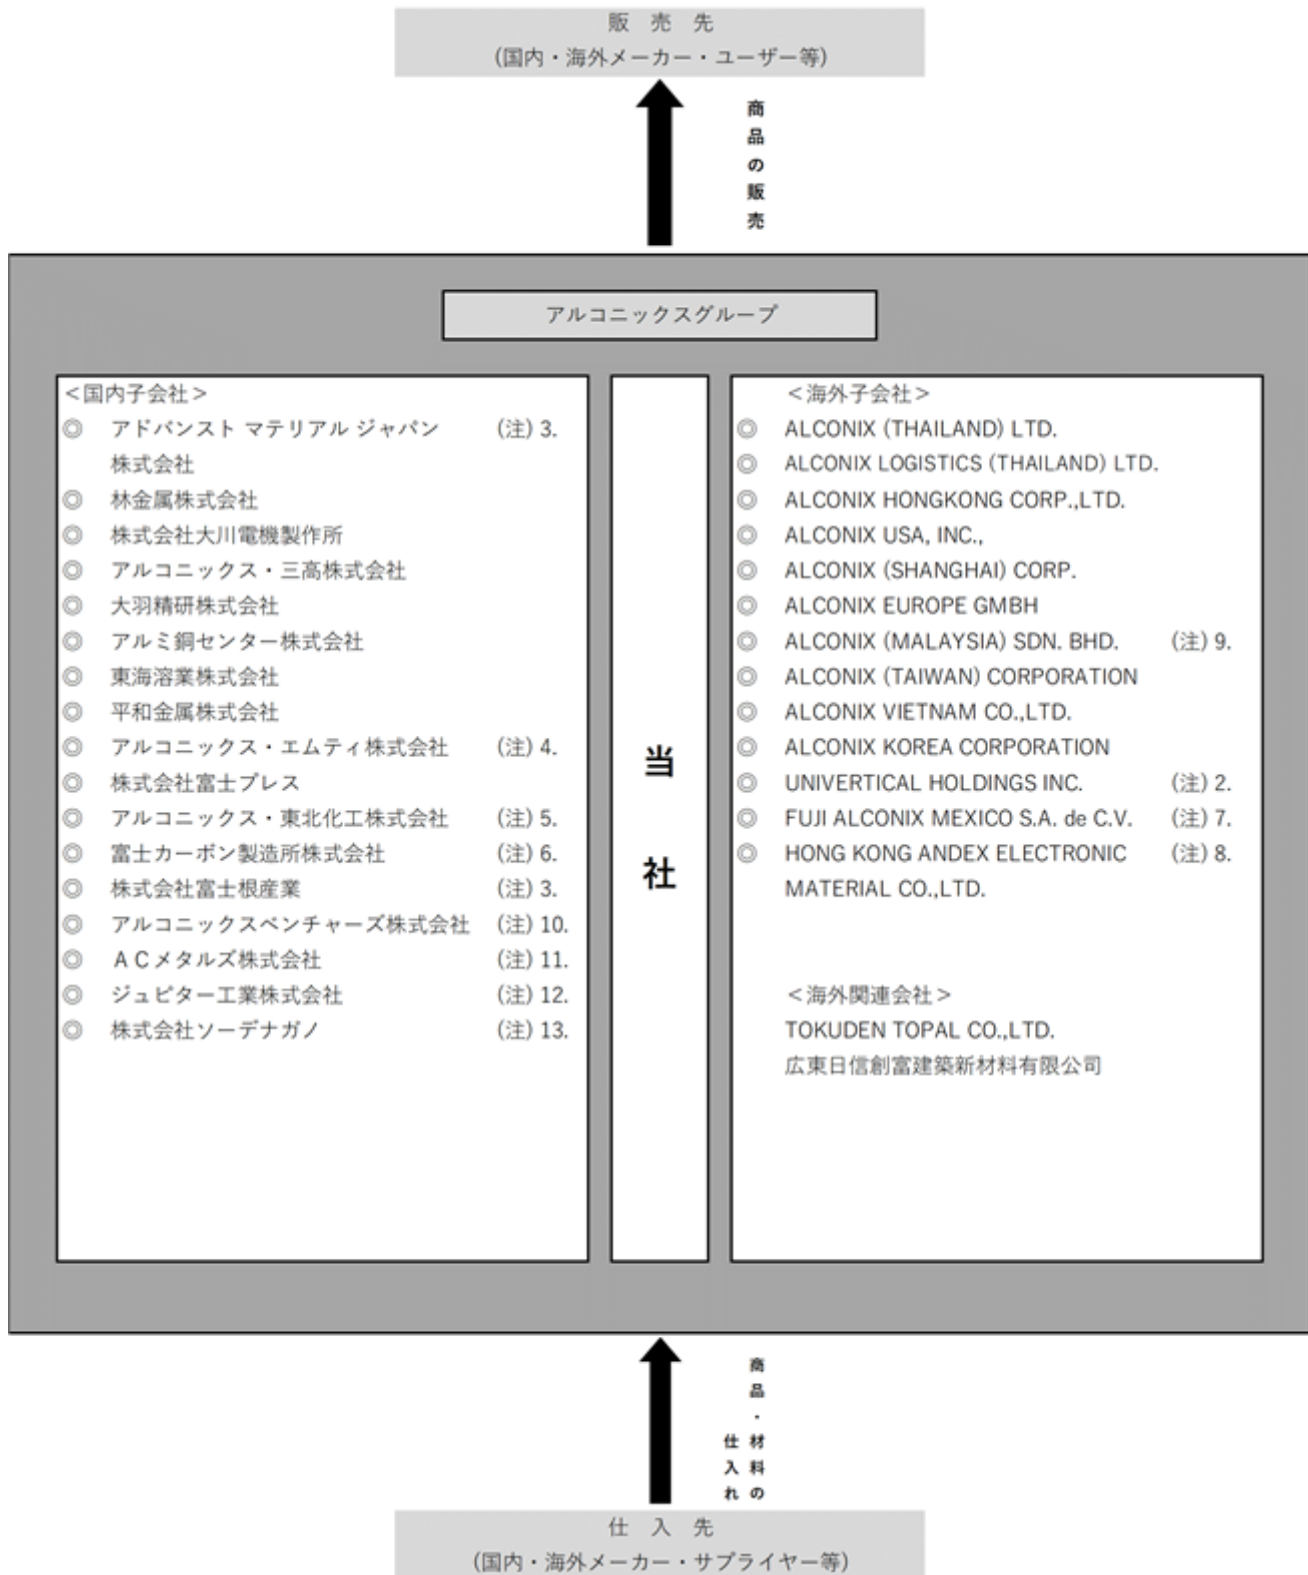 販 売 先
(国内・海外メーカー・ユーザー等)
商品の販売
アルコニックスグループ
＜国内子会社＞
◎ アドバンスト マテリアル ジャパン (注) 3.
株式会社
◎ 林金属株式会社
◎ 株式会社大川電機製作所
◎ アルコニックス・三高株式会社
◎ 大羽精研株式会社
◎ アルミ銅センター株式会社
◎ 東海溶業株式会社
◎ 平和金属株式会社
◎ アルコニックス・エムティ株式会社 (注) 4.
◎ 株式会社富士プレス
◎ アルコニックス・東北化工株式会社 (注) 5.
◎ 富士カーボン製造所株式会社 (注) 6.
◎ 株式会社富士根産業 (注) 3.
◎ アルコニックスベンチャーズ株式会社 (注) 10.
◎ ＡＣメタルズ株式会社 (注) 11.
◎ ジュピター工業株式会社 (注) 12.
◎ 株式会社ソーデナガノ (注) 13.
当社
＜海外子会社＞
◎ ALCONIX (THAILAND) LTD.
◎ ALCONIX LOGISTICS (THAILAND) LTD.
◎ ALCONIX HONGKONG CORP.,LTD.
◎ ALCONIX USA, INC.,
◎ ALCONIX (SHANGHAI) CORP.
◎ ALCONIX EUROPE GMBH
◎ ALCONIX (MALAYSIA) SDN. BHD. (注) 9.
◎ ALCONIX (TAIWAN) CORPORATION
◎ ALCONIX VIETNAM CO.,LTD.
◎ ALCONIX KOREA CORPORATION
◎ UNIVERTICAL HOLDINGS INC. (注) 2.
◎ FUJI ALCONIX MEXICO S.A. de C.V. (注) 7.
◎ HONG KONG ANDEX ELECTRONIC (注) 8.
MATERIAL CO.,LTD.
＜海外関連会社＞
TOKUDEN TOPAL CO.,LTD.
広東日信創富建築新材料有限公司
商品・材料の
仕入れ
仕 入 先
(国内・海外メーカー・サプライヤー等)